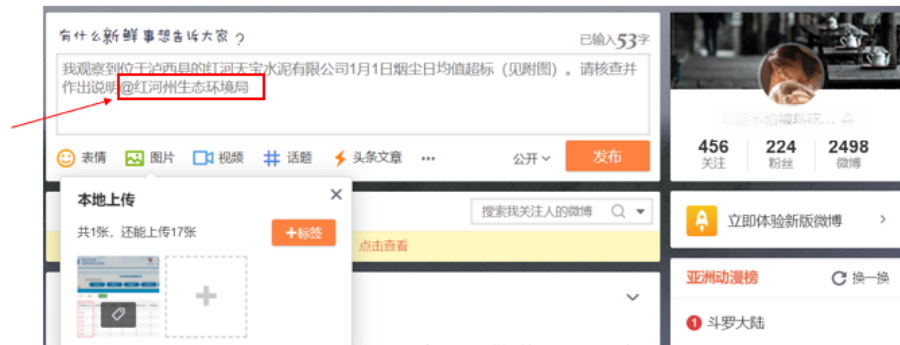 有什么新鲜事想告诉大家?
已输入53字
我观察到位于泸西县的红河天宝水泥有限公司1月1日烟尘日均值超标（见附图）。请核查并
作出说明@红河州生态环境局
表情 图片 视频 话题 头条文章 ... 公开 发布
本地上传
共1张，还能上传17张
+标签
搜索我关注人的微博
点击查看
456 224 2498
关注 粉丝 微博
立即体验新版微博
亚洲动漫榜 换一换
1 斗罗大陆